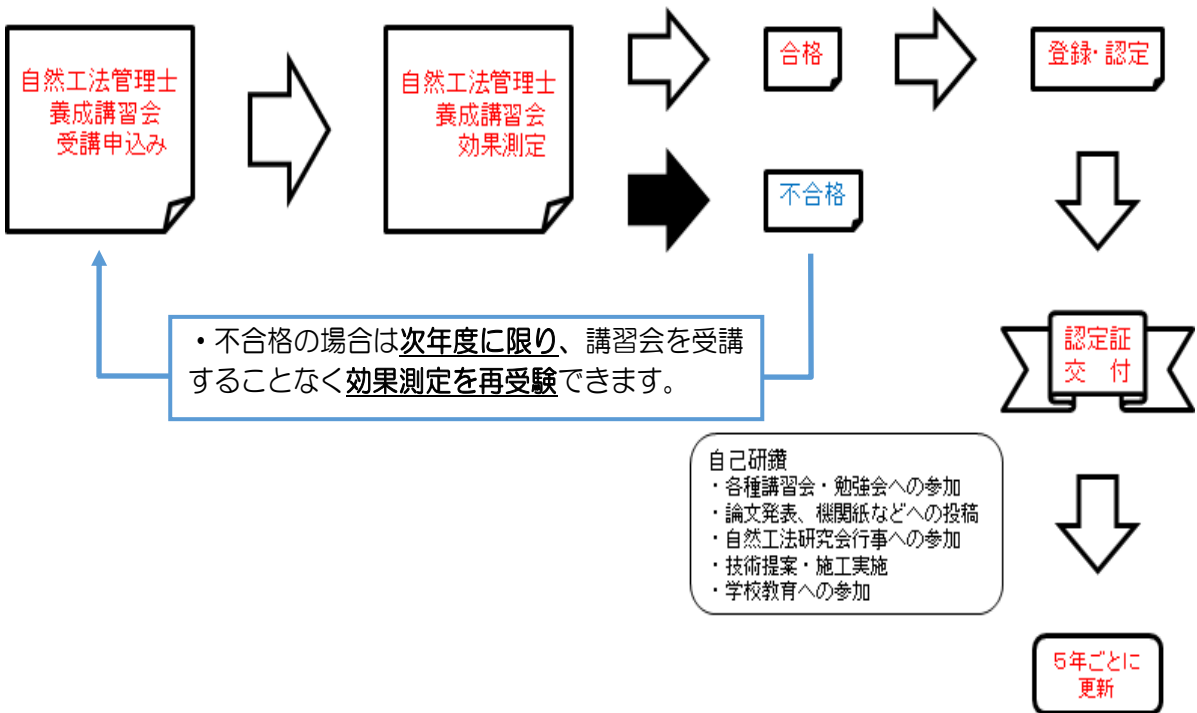 自然工法管理士
養成講習会
受講申込み
自然工法管理士
養成講習会
効果測定
合格
登録・認定
不合格
・不合格の場合は次年度に限り、講習会を受講
することなく効果測定を再受験できます。
認定証
交 付
自己研鑽
・各種講習会・勉強会への参加
・論文発表、機関紙などへの投稿
・自然工法研究会行事への参加
・技術提案・施工実施
・学校教育への参加
５年ごとに
更新